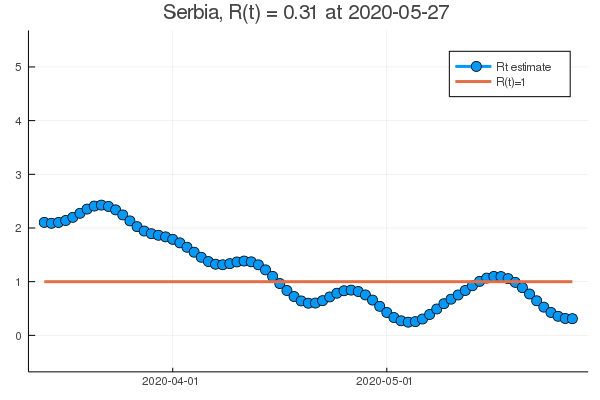 Serbia, R(t) = 0.31 at 2020-05-27
5
4
3
2
1
0
Rt estimate
R(t)=1
2020-04-01
2020-05-01